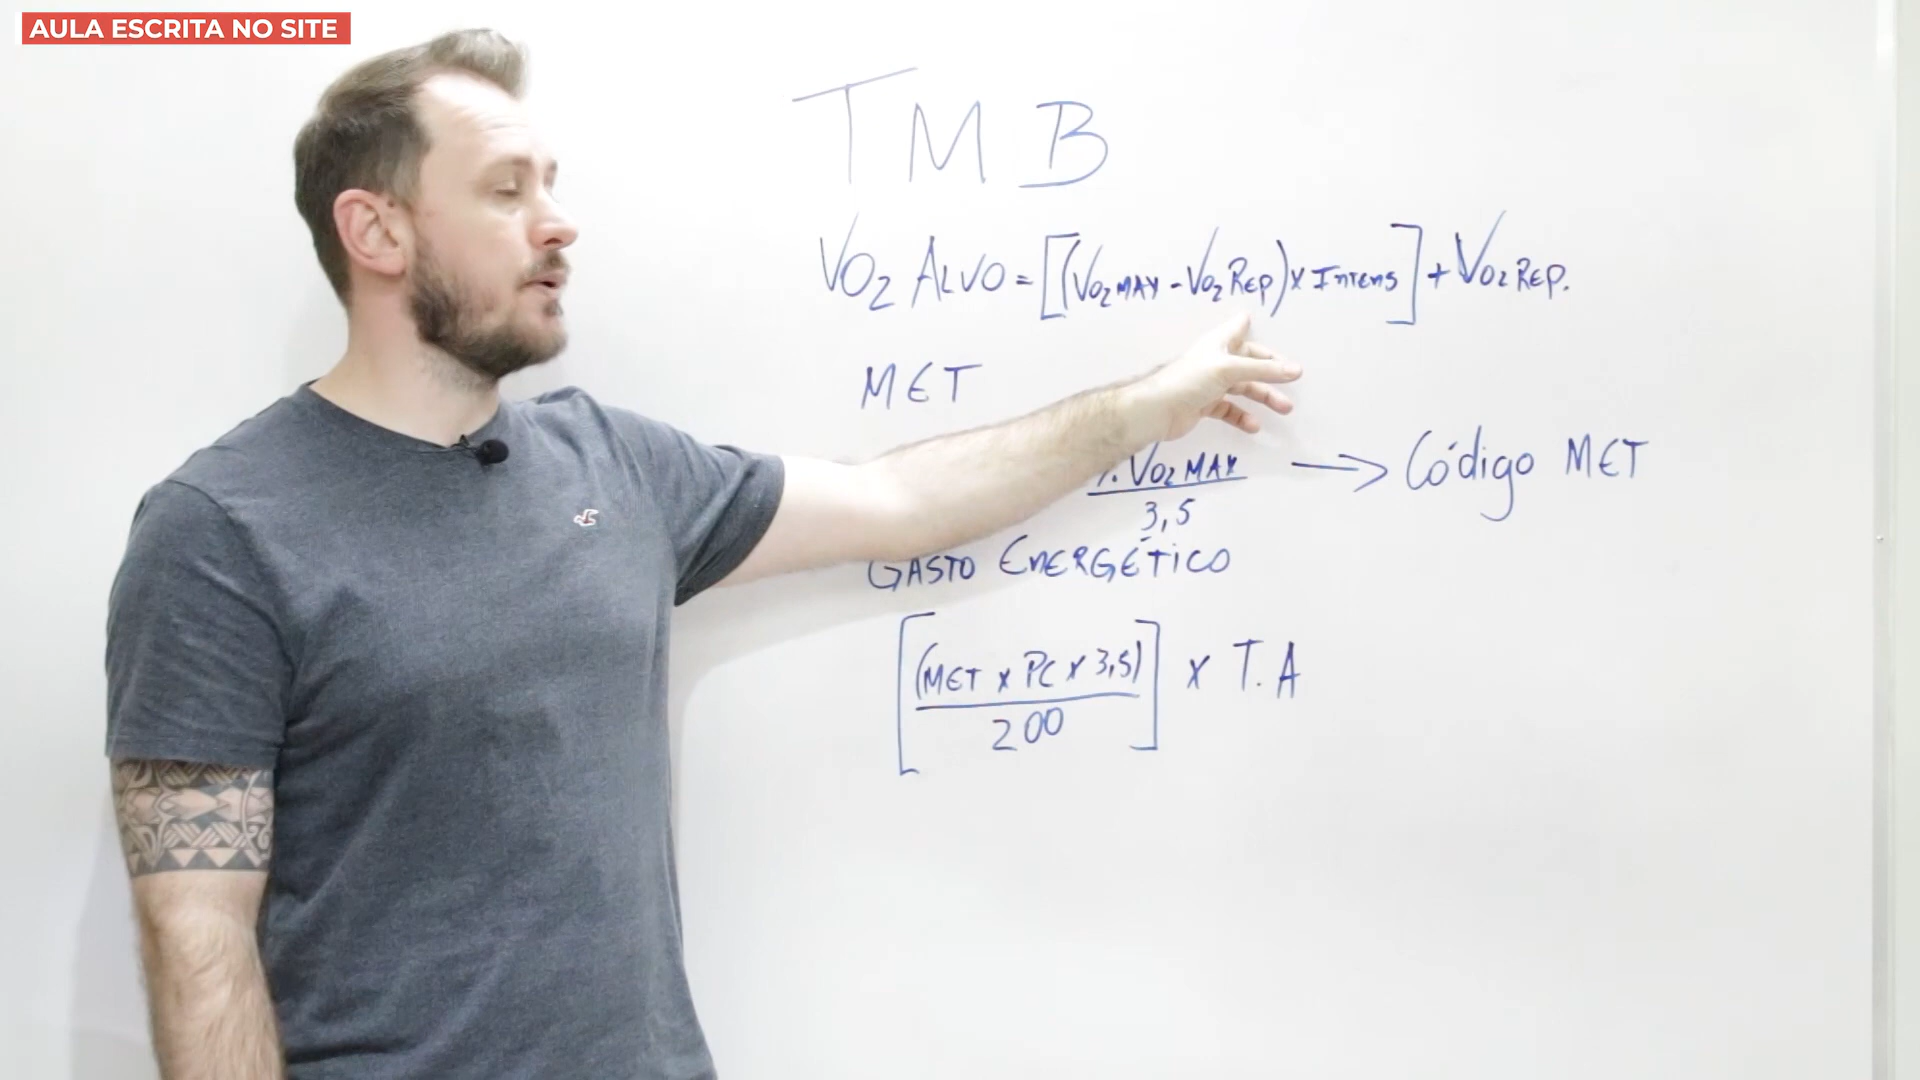 AULA ESCRITA NO SITE
TMB
VO2 ALVO = [(VO2 MAX - VO2 REP) x INTENS] + VO2 REP.
MET
VO2 MAX → Código MET
3,5
GASTO ENERGÉTICO
[(MET x PC x 3,5)] x T.A
200